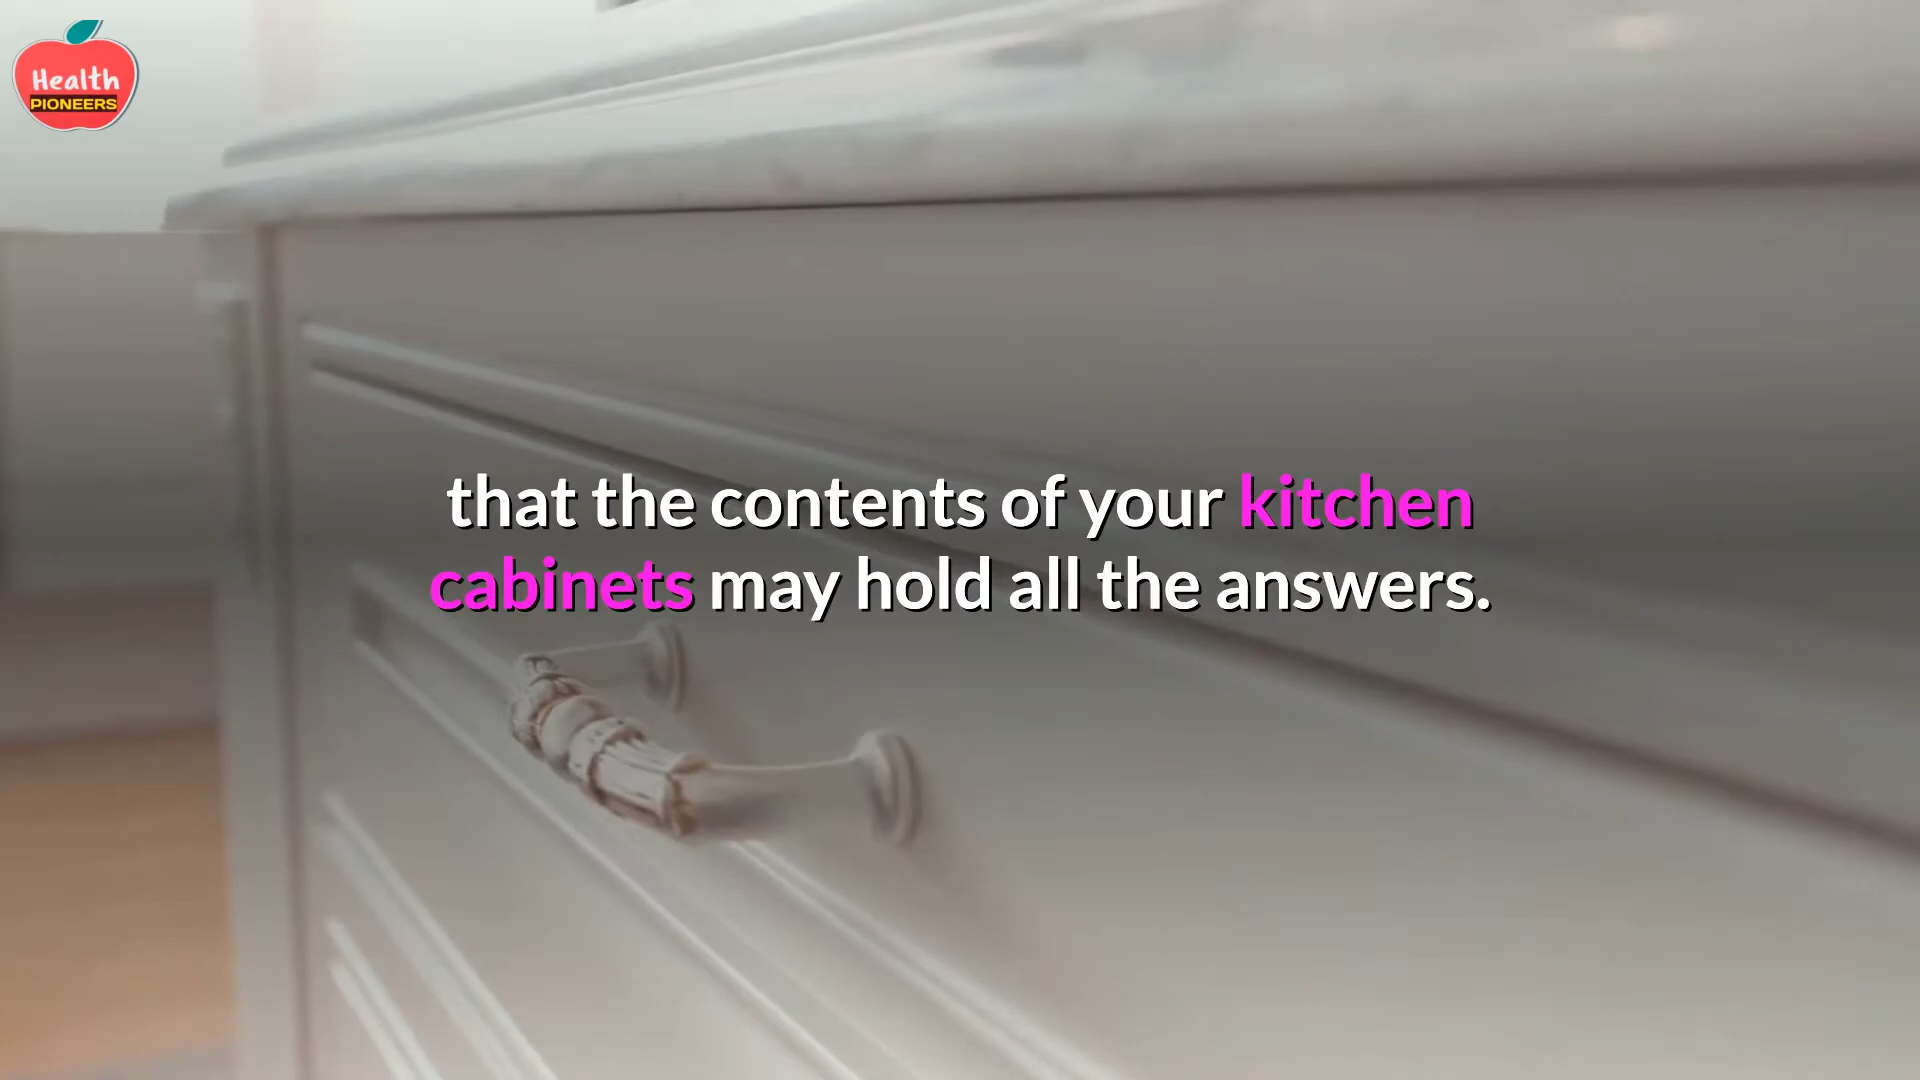 Health
PIONEERS
that the contents of your kitchen
cabinets may hold all the answers.